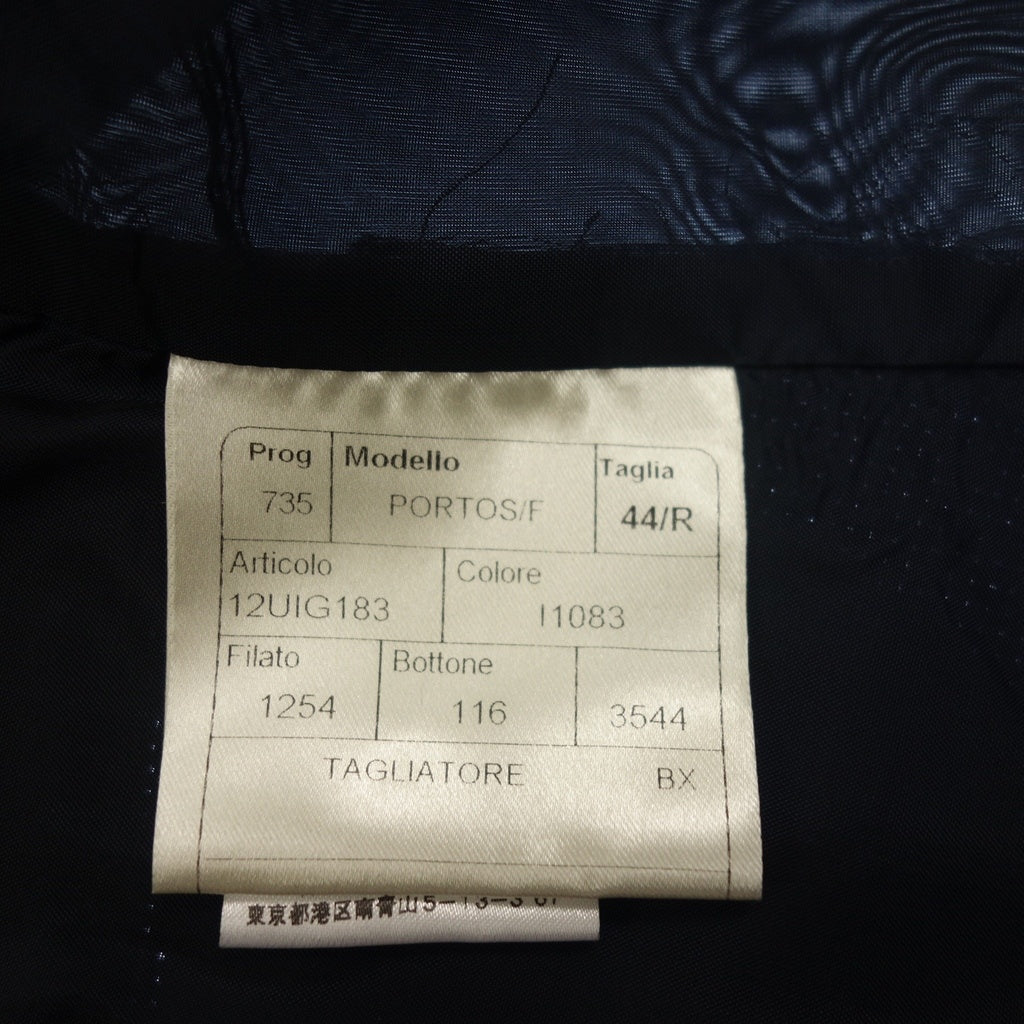 Prog Modello Taglia
735 PORTOS/F 44/R
Articolo Colore
12UIG183 I1083
Filato Bottone
1254 116 3544
TAGLIATORE BX
東京都港区南青山5-13-3